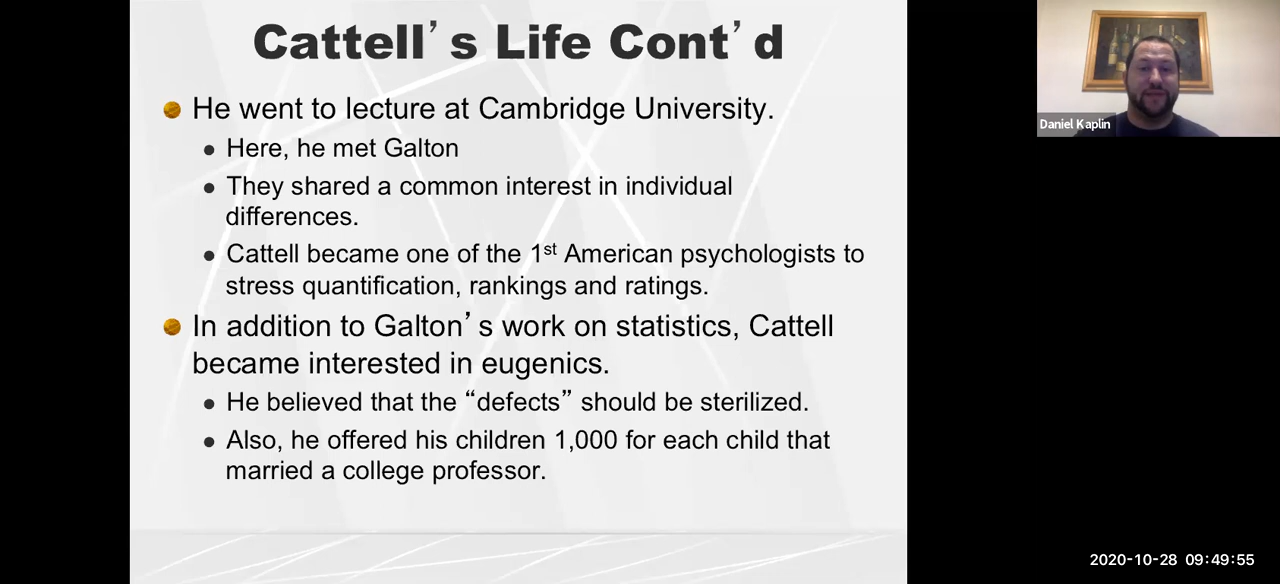 Cattell’s Life Cont’d
He went to lecture at Cambridge University.
Here, he met Galton
They shared a common interest in individual
differences.
Cattell became one of the 1st American psychologists to
stress quantification, rankings and ratings.
In addition to Galton’s work on statistics, Cattell
became interested in eugenics.
He believed that the “defects” should be sterilized.
Also, he offered his children 1,000 for each child that
married a college professor.
Daniel Kaplin
2020-10-28 09:49:55